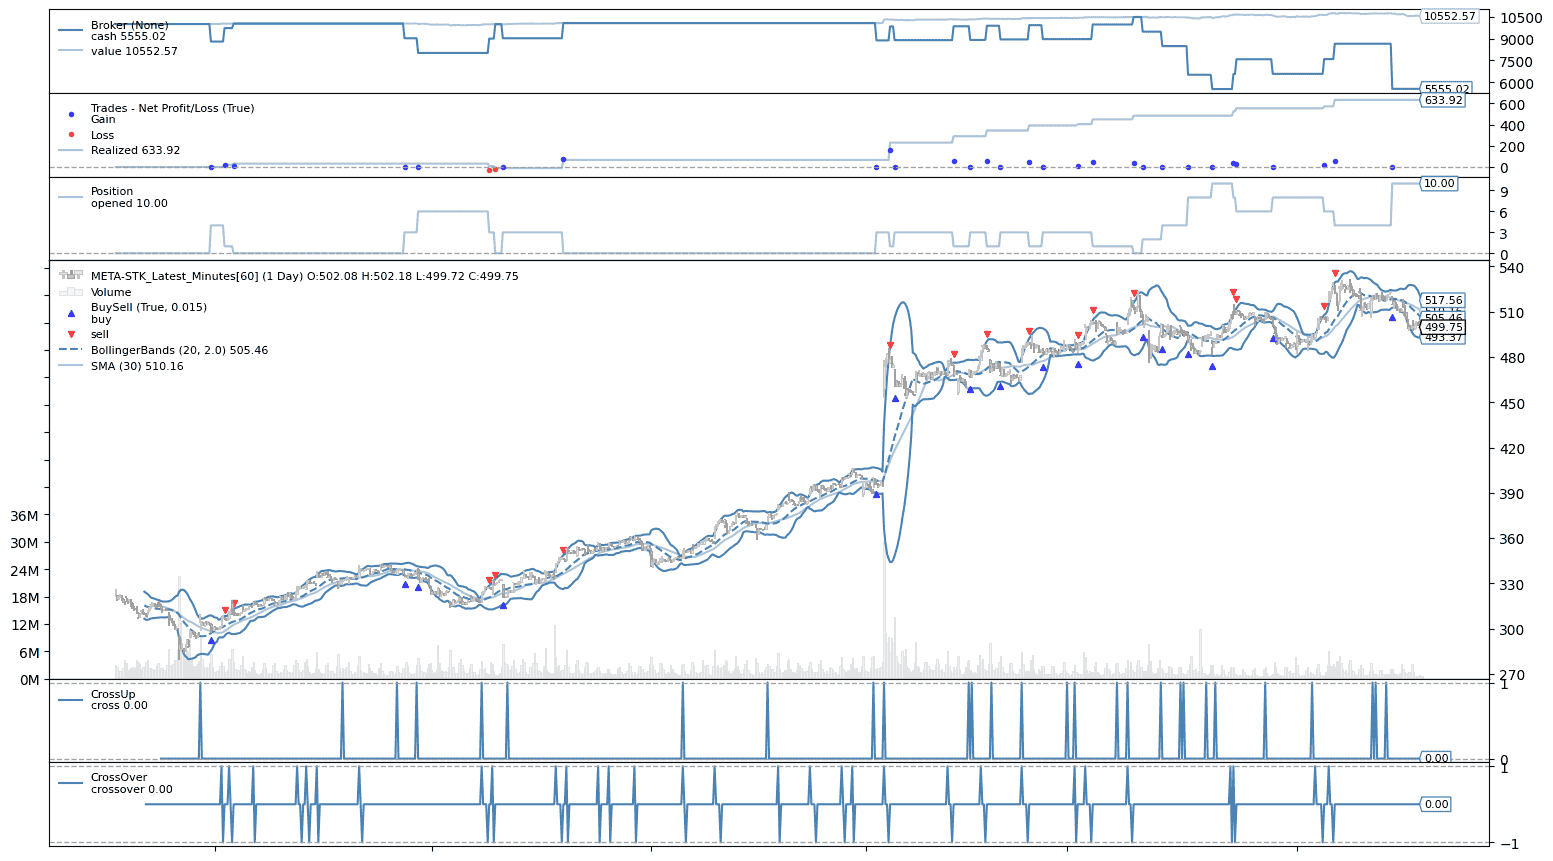 Broker (None)
cash 5555.02
value 10552.57
10552.57
10500
9000
7500
6000
5555.02
Trades - Net Profit/Loss (True)
Gain
Loss
Realized 633.92
633.92
600
400
200
0
Position
opened 10.00
10.00
9
6
3
0
META-STK_Latest_Minutes[60] (1 Day) O:502.08 H:502.18 L:499.72 C:499.75
Volume
BuySell (True, 0.015)
buy
sell
BollingerBands (20, 2.0) 505.46
SMA (30) 510.16
540
517.56
510
505.46
499.75
493.37
480
450
420
390
360
330
300
270
36M
30M
24M
18M
12M
6M
0M
CrossUp
cross 0.00
1
0.00
0
CrossOver
crossover 0.00
1
0.00
−1